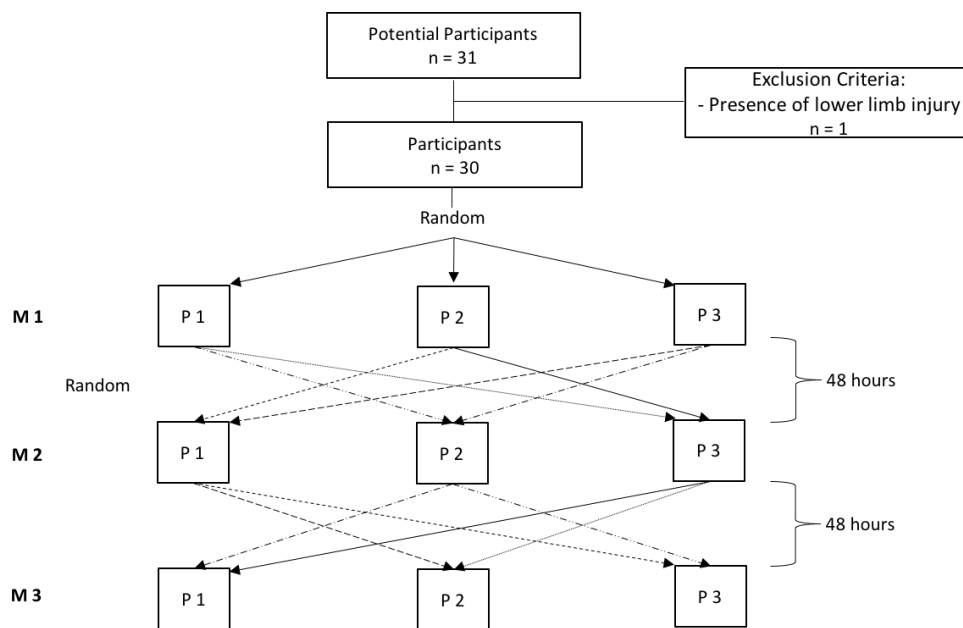 Potential Participants
n = 31
Exclusion Criteria:
- Presence of lower limb injury
n = 1
Participants
n = 30
Random
M 1
P 1
P 2
P 3
Random
48 hours
M 2
P 1
P 2
P 3
48 hours
M 3
P 1
P 2
P 3